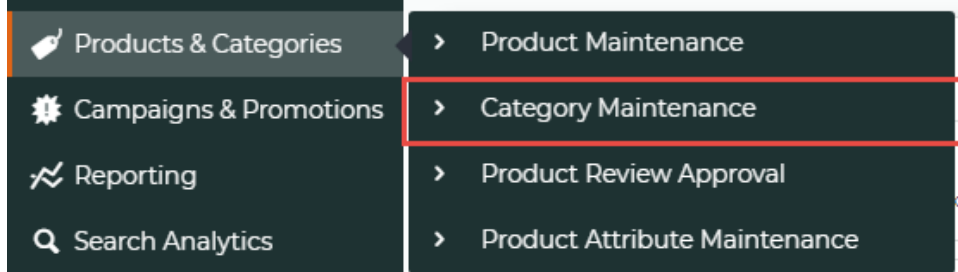 Products & Categories
Campaigns & Promotions
Reporting
Search Analytics
Product Maintenance
Category Maintenance
Product Review Approval
Product Attribute Maintenance